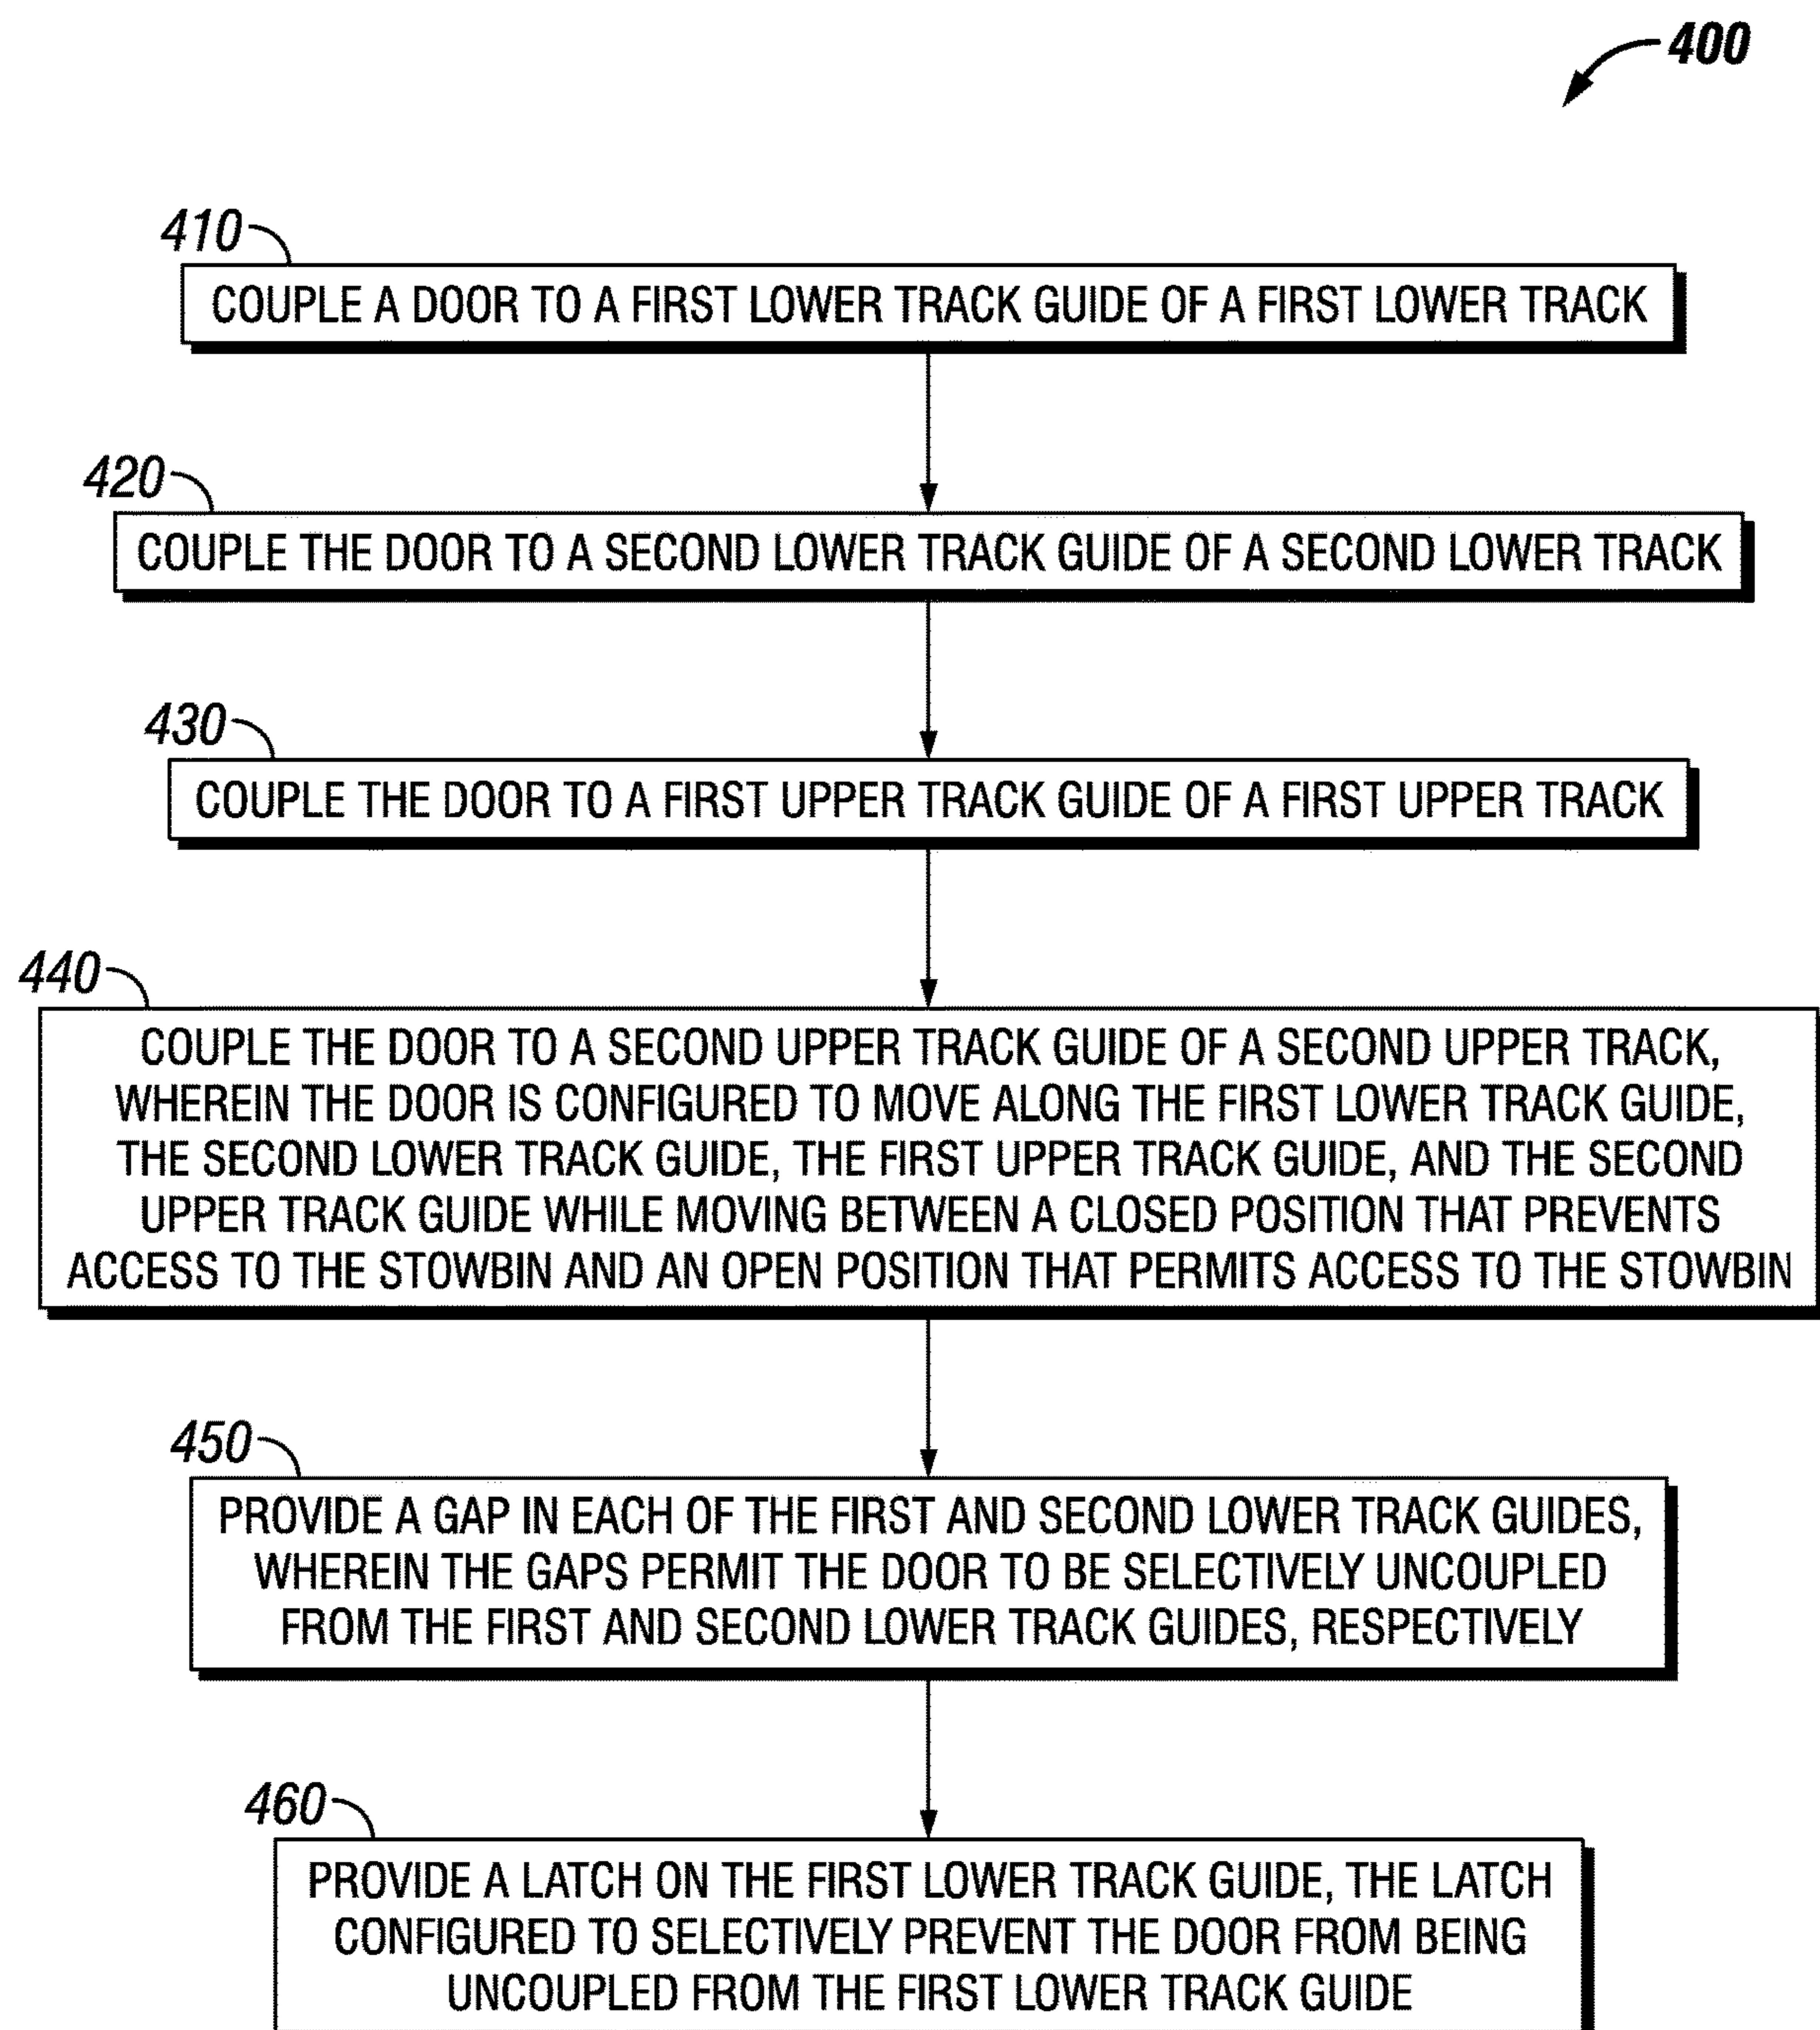 400
410
COUPLE A DOOR TO A FIRST LOWER TRACK GUIDE OF A FIRST LOWER TRACK
420
COUPLE THE DOOR TO A SECOND LOWER TRACK GUIDE OF A SECOND LOWER TRACK
430
COUPLE THE DOOR TO A FIRST UPPER TRACK GUIDE OF A FIRST UPPER TRACK
440
COUPLE THE DOOR TO A SECOND UPPER TRACK GUIDE OF A SECOND UPPER TRACK,
WHEREIN THE DOOR IS CONFIGURED TO MOVE ALONG THE FIRST LOWER TRACK GUIDE,
THE SECOND LOWER TRACK GUIDE, THE FIRST UPPER TRACK GUIDE, AND THE SECOND
UPPER TRACK GUIDE WHILE MOVING BETWEEN A CLOSED POSITION THAT PREVENTS
ACCESS TO THE STOWBIN AND AN OPEN POSITION THAT PERMITS ACCESS TO THE STOWBIN
450
PROVIDE A GAP IN EACH OF THE FIRST AND SECOND LOWER TRACK GUIDES,
WHEREIN THE GAPS PERMIT THE DOOR TO BE SELECTIVELY UNCOUPLED
FROM THE FIRST AND SECOND LOWER TRACK GUIDES, RESPECTIVELY
460
PROVIDE A LATCH ON THE FIRST LOWER TRACK GUIDE, THE LATCH
CONFIGURED TO SELECTIVELY PREVENT THE DOOR FROM BEING
UNCOUPLED FROM THE FIRST LOWER TRACK GUIDE